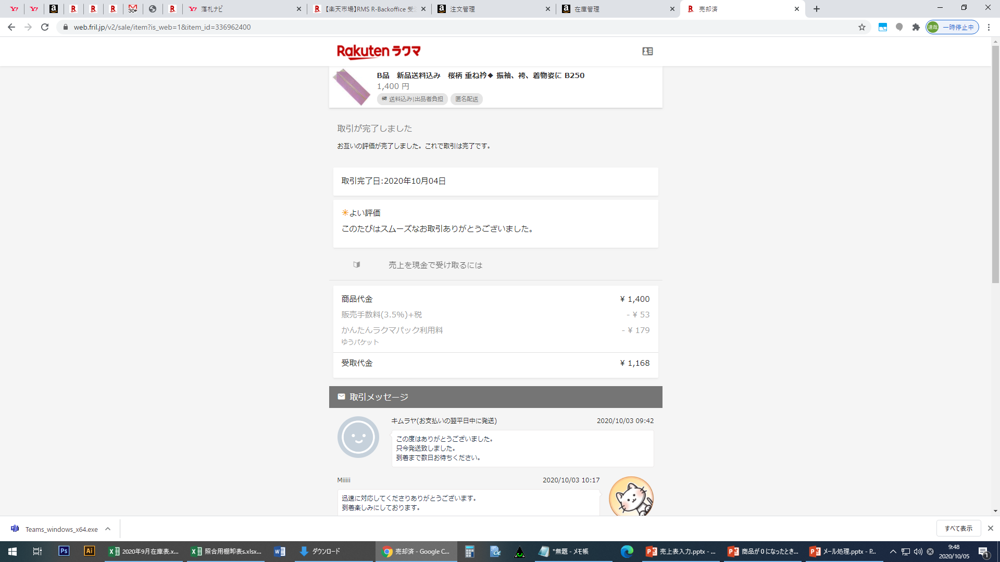 落札ナビ
【楽天市場】RMS R-Backoffice 受
注文管理
在庫管理
売却済
web.fril.jp/v2/sale/item?is_web=1&item_id=336962400
達哉
一時停止中
Rakuten ラクマ
B品　新品送料込み　桜柄 重ね衿◆ 振袖、袴、着物姿に B250
1,400 円
送料込み|出品者負担
匿名配送
取引が完了しました
お互いの評価が完了しました。これで取引は完了です。
取引完了日:2020年10月04日
よい評価
このたびはスムーズなお取引ありがとうございました。
売上を現金で受け取るには
商品代金
¥ 1,400
販売手数料(3.5%)+税
- ¥ 53
かんたんラクマパック利用料
- ¥ 179
ゆうパケット
受取代金
¥ 1,168
取引メッセージ
キムラヤ(お支払いの翌平日中に発送)
2020/10/03 09:42
この度はありがとうございました。
只今発送致しました。
到着まで数日お待ちください。
Miiiii
2020/10/03 10:17
迅速に対応してくださりありがとうございます。
到着楽しみにしております。
Teams_windows_x64.exe
すべて表示
2020年9月在庫表.x...
照合用棚卸表s.xlsx...
ダウンロード
売却済 - Google C...
*無題 - メモ帳
売上表入力.pptx - ...
商品が０になったとき...
メール処理.pptx - P...
9:48
2020/10/05
1